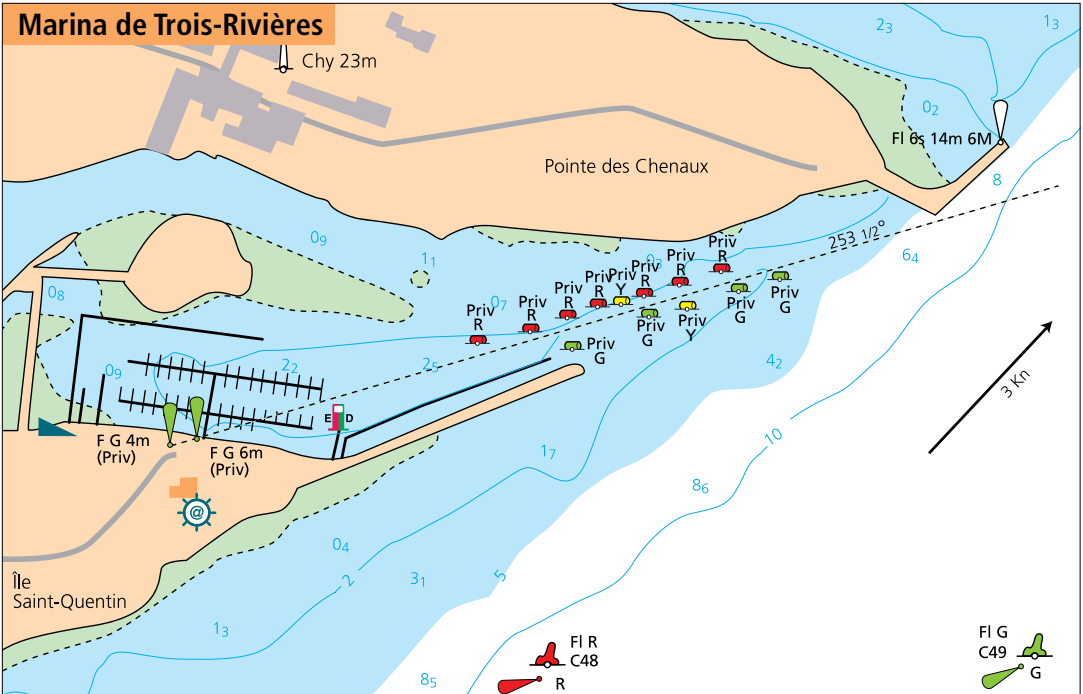 Marina de Trois-Rivières
2₃
1₃
Chy 23m
0₂
Fl 6s 14m 6M
Pointe des Chenaux
8
253 1/2°
0₉
1₁
6₄
Priv
R
0₃
Priv
R
Priv
R
Priv
Y
Priv
R
Priv
R
Priv
R
Priv
R
0₇
0₈
Priv
G
Priv
G
Priv
Y
Priv
G
Priv
G
2₂
2₅
0₉
4₂
3 Kn
E D
F G 4m
(Priv)
F G 6m
(Priv)
10
1₇
8₆
@
0₄
Île
Saint-Quentin
2
3₁
5
1₃
Fl R
C48
R
Fl G
C49
G
8₅